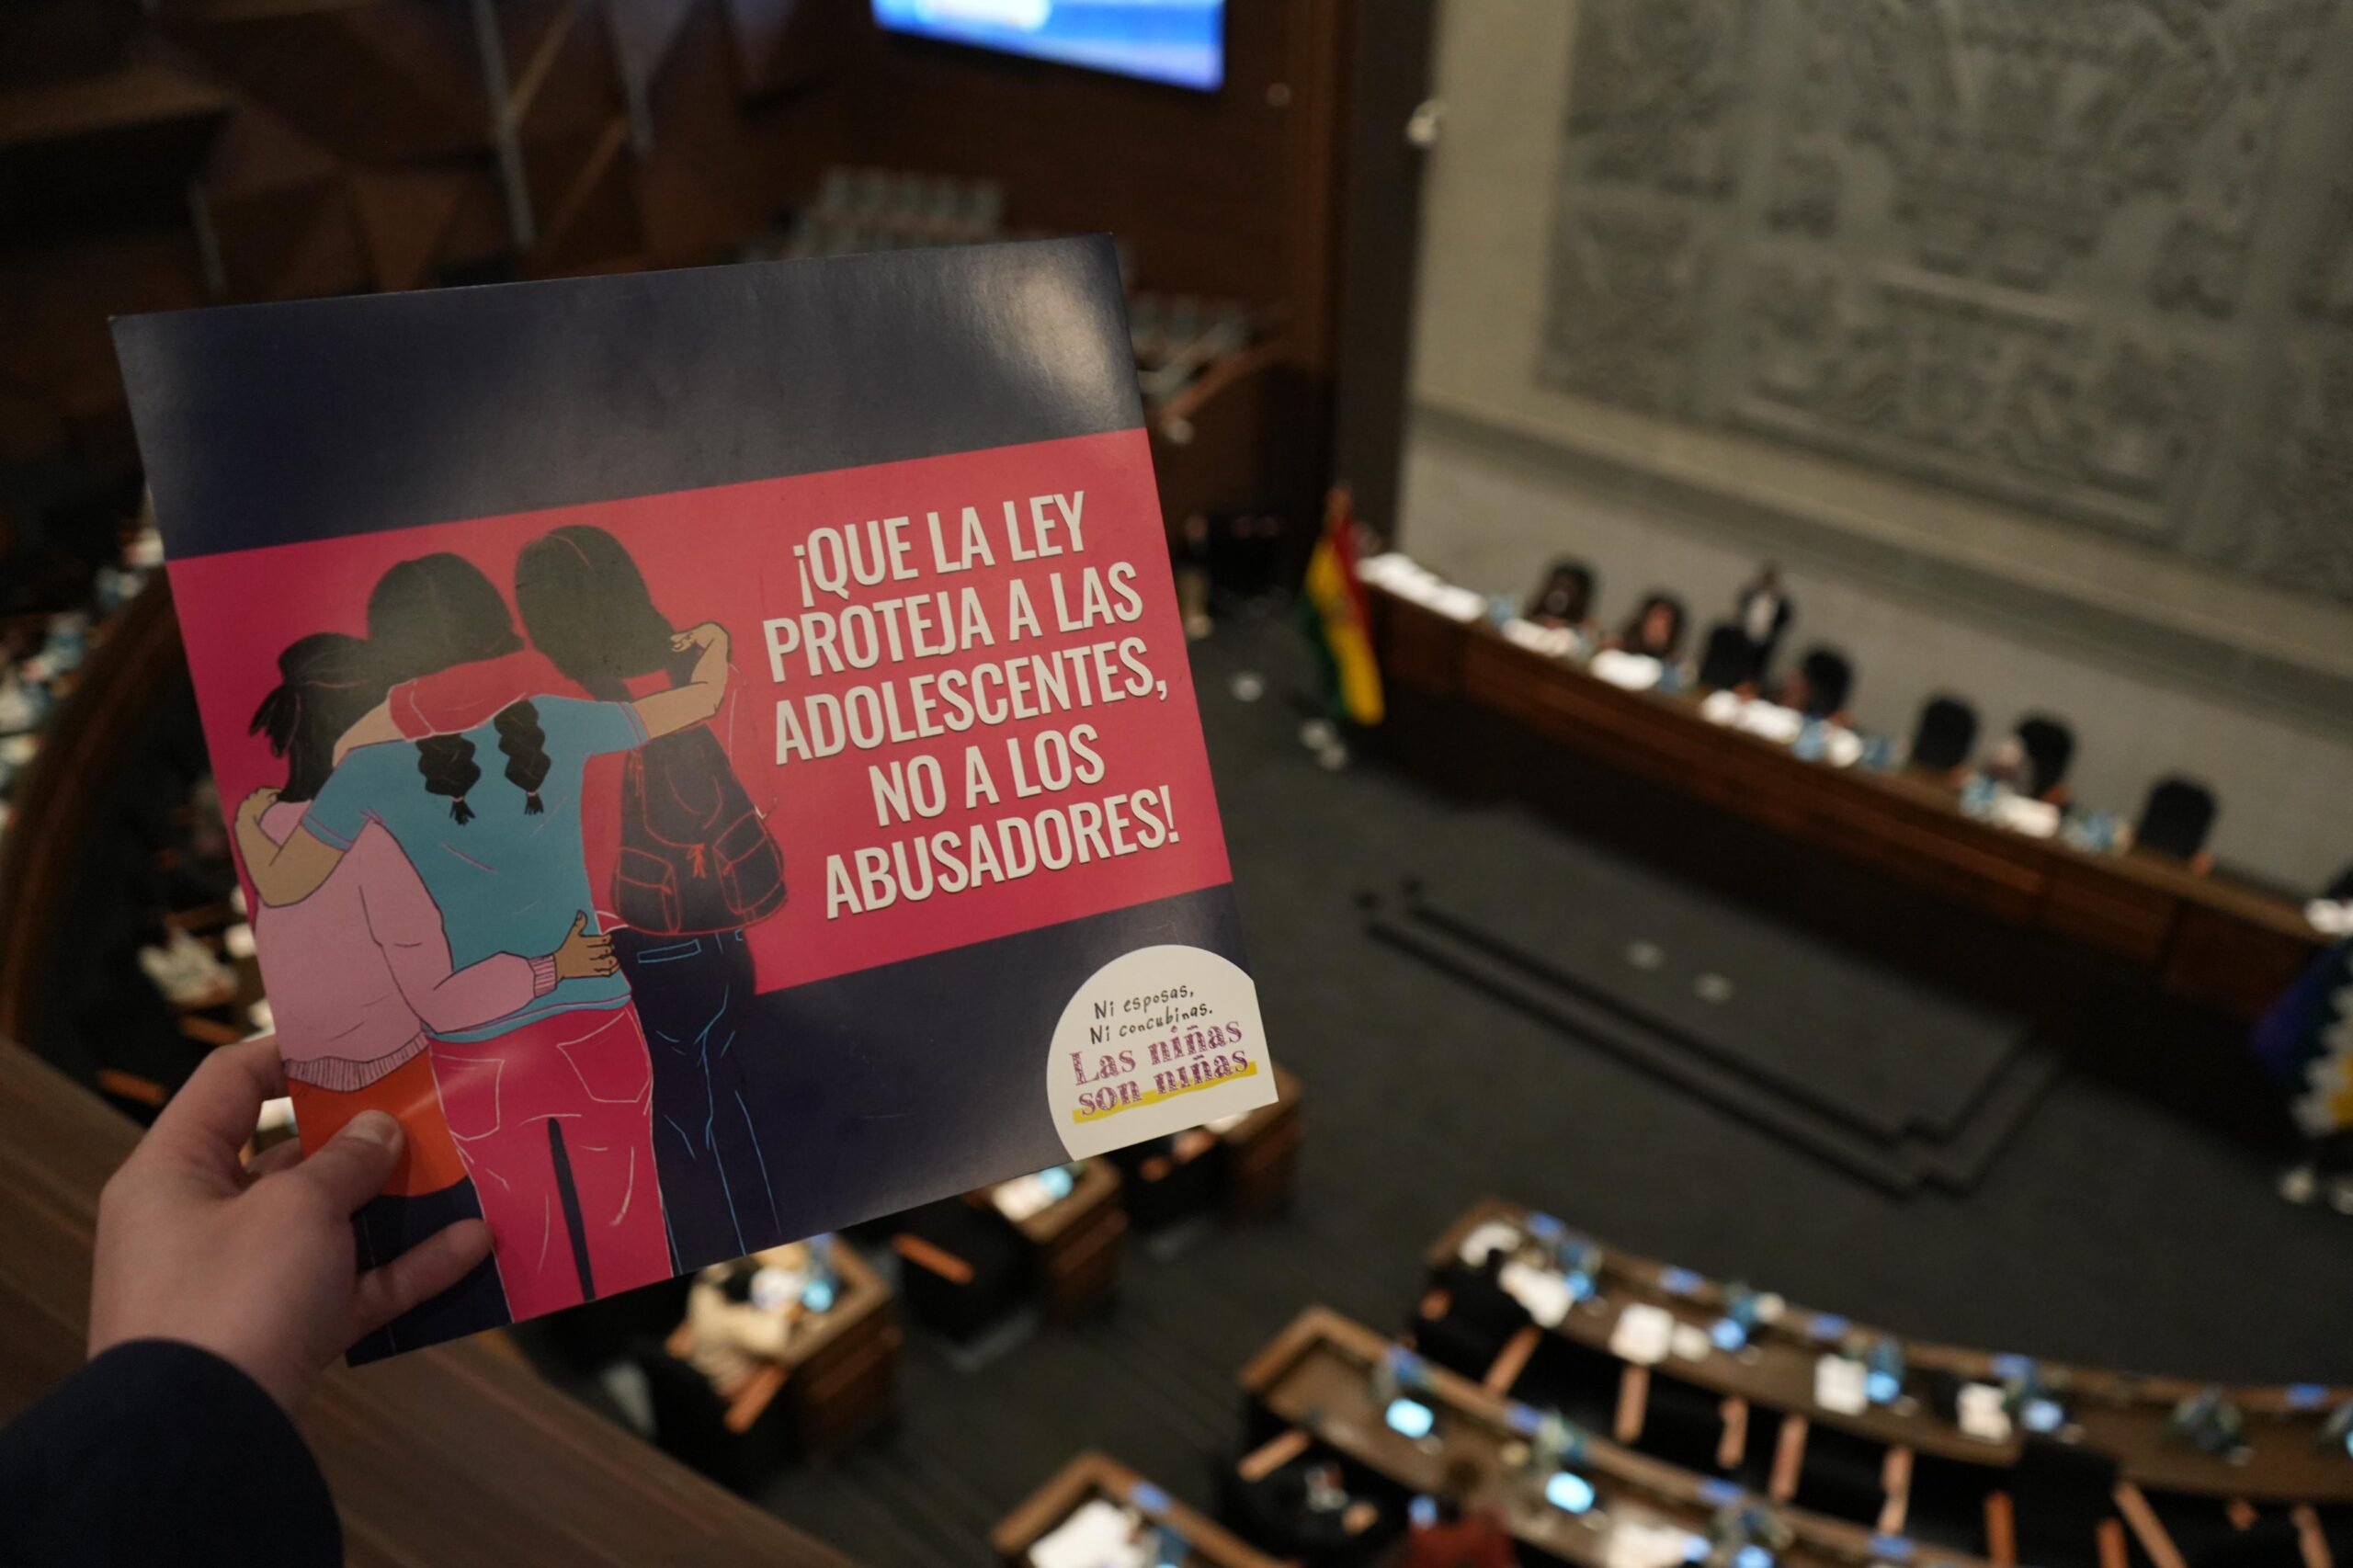 ¡QUE LA LEY
PROTEJA A LAS
ADOLESCENTES,
NO A LOS
ABUSADORES!
Ni esposas,
Ni concubinas.
Las niñas
son niñas